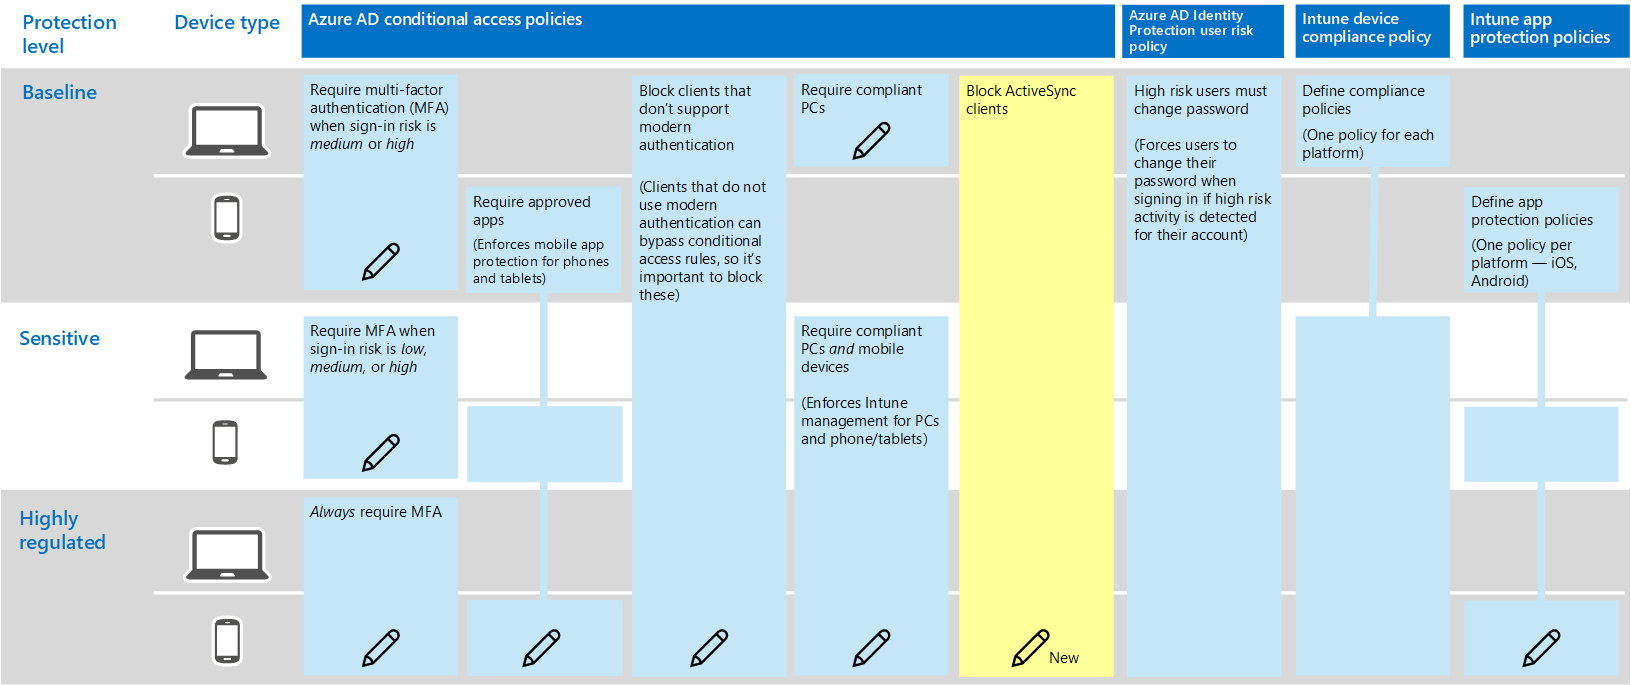 Protection
level
Device type
Azure AD conditional access policies
Azure AD Identity
Protection user risk
policy
Intune device
compliance policy
Intune app
protection policies
Baseline
Require multi-factor
authentication (MFA)
when sign-in risk is
medium or high
Require approved
apps
(Enforces mobile app
protection for phones
and tablets)
Block clients that
don’t support
modern
authentication
(Clients that do not
use modern
authentication can
bypass conditional
access rules, so it’s
important to block
these)
Require compliant
PCs
Block ActiveSync
clients
High risk users must
change password
(Forces users to
change their
password when
signing in if high risk
activity is detected
for their account)
Define compliance
policies
(One policy for each
platform)
Define app
protection policies
(One policy per
platform — iOS,
Android)
Sensitive
Require MFA when
sign-in risk is low,
medium, or high
Require compliant
PCs and mobile
devices
(Enforces Intune
management for PCs
and phone/tablets)
Highly
regulated
Always require MFA
New